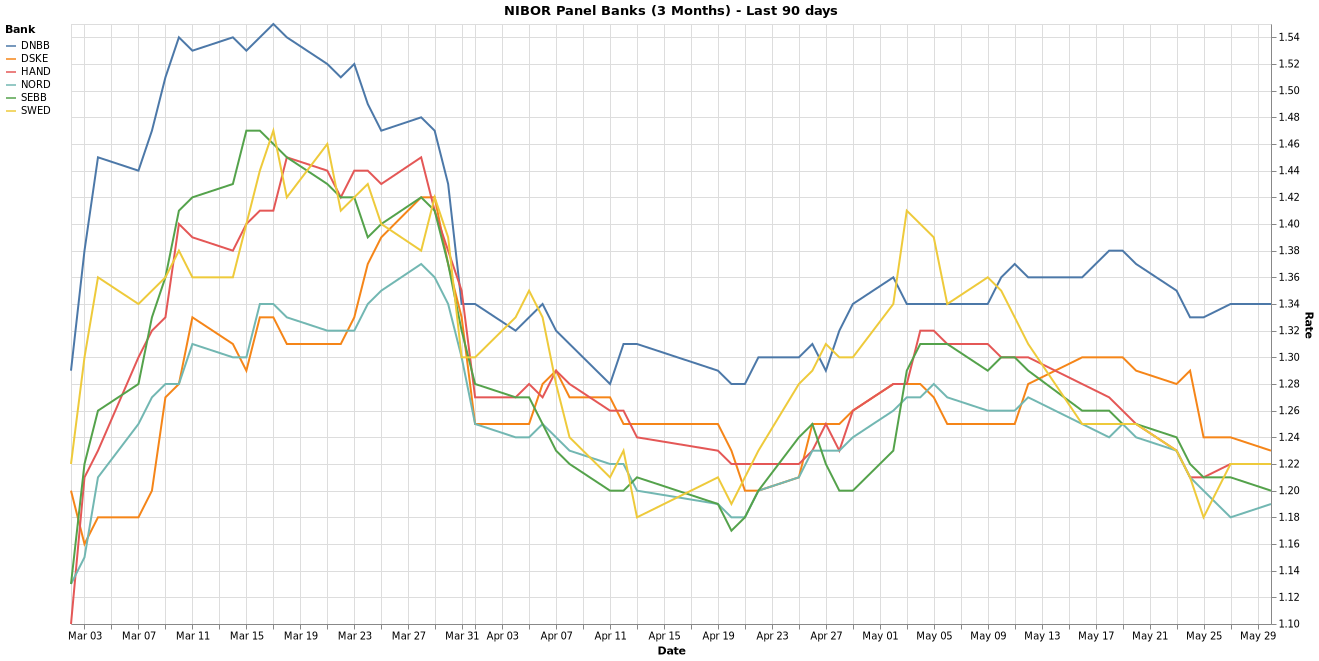 NIBOR Panel Banks (3 Months) - Last 90 days
Bank
DNBB
DSKE
HAND
NORD
SEBB
SWED
1.54
1.52
1.50
1.48
1.46
1.44
1.42
1.40
1.38
1.36
1.34
1.32
1.30
1.28
1.26
1.24
1.22
1.20
1.18
1.16
1.14
1.12
1.10
Rate
Mar 03 Mar 07 Mar 11 Mar 15 Mar 19 Mar 23 Mar 27 Mar 31 Apr 03 Apr 07 Apr 11 Apr 15 Apr 19 Apr 23 Apr 27 May 01 May 05 May 09 May 13 May 17 May 21 May 25 May 29
Date